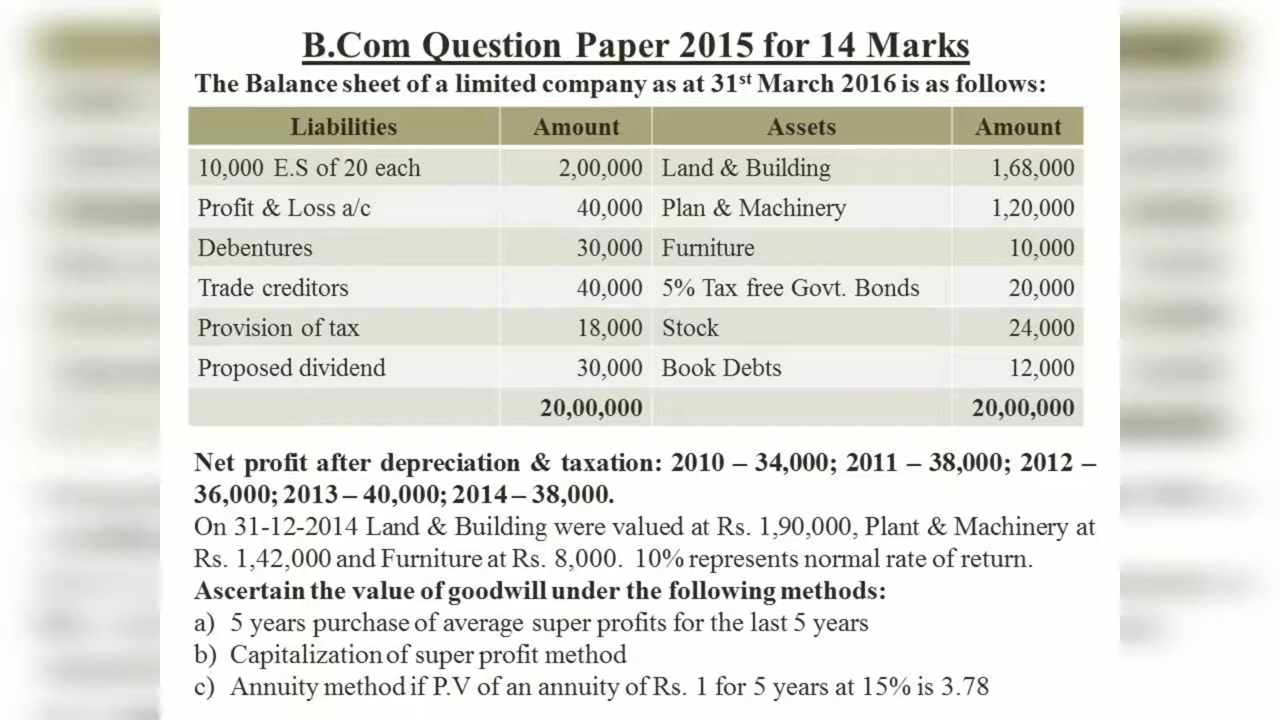 B.Com Question Paper 2015 for 14 Marks
The Balance sheet of a limited company as at 31st March 2016 is as follows:
Liabilities Amount Assets Amount
10,000 E.S of 20 each 2,00,000 Land & Building 1,68,000
Profit & Loss a/c 40,000 Plan & Machinery 1,20,000
Debentures 30,000 Furniture 10,000
Trade creditors 40,000 5% Tax free Govt. Bonds 20,000
Provision of tax 18,000 Stock 24,000
Proposed dividend 30,000 Book Debts 12,000
20,00,000 20,00,000
Net profit after depreciation & taxation: 2010 – 34,000; 2011 – 38,000; 2012 –
36,000; 2013 – 40,000; 2014 – 38,000.
On 31-12-2014 Land & Building were valued at Rs. 1,90,000, Plant & Machinery at
Rs. 1,42,000 and Furniture at Rs. 8,000. 10% represents normal rate of return.
Ascertain the value of goodwill under the following methods:
a) 5 years purchase of average super profits for the last 5 years
b) Capitalization of super profit method
c) Annuity method if P.V of an annuity of Rs. 1 for 5 years at 15% is 3.78